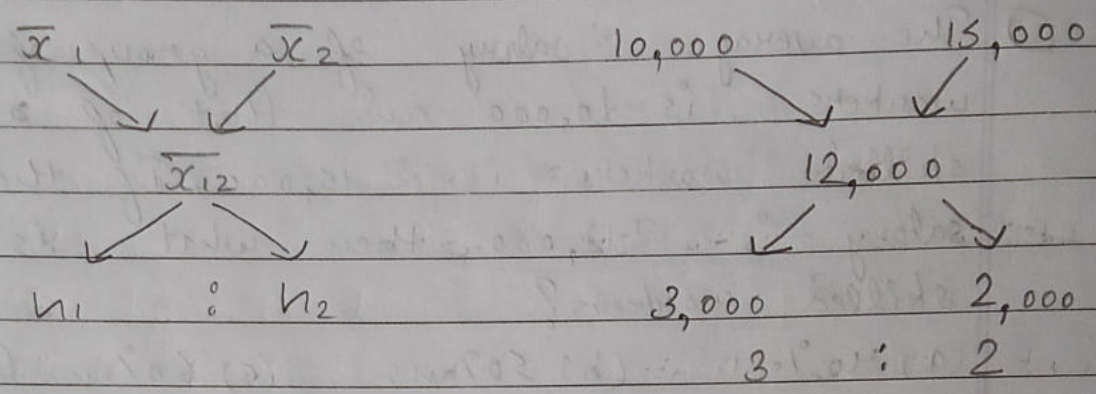 x̅₁ x̅₂ 10,000 15,000
x̅₁₂ 12,000
n₁ : n₂ 3,000 2,000
3 : 2